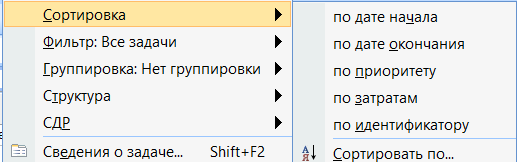 Сортировка
Фильтр: Все задачи
Группировка: Нет группировки
Структура
СДР
Сведения о задаче... Shift+F2
по дате начала
по дате окончания
по приоритету
по затратам
по идентификатору
Сортировать по...